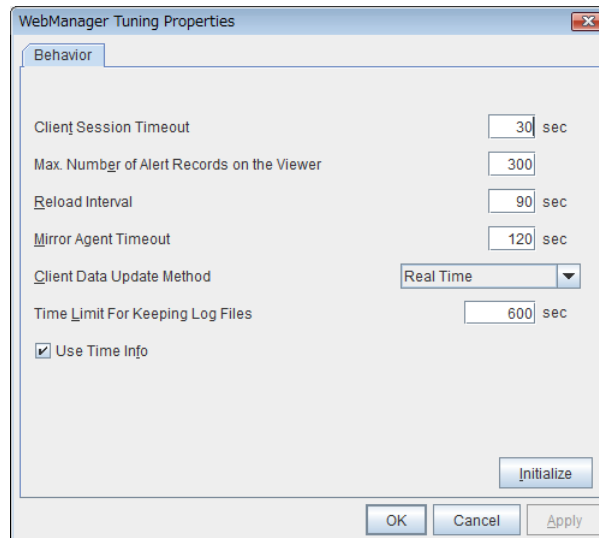 WebManager Tuning Properties
Behavior
Client Session Timeout 30 sec
Max. Number of Alert Records on the Viewer 300
Reload Interval 90 sec
Mirror Agent Timeout 120 sec
Client Data Update Method Real Time
Time Limit For Keeping Log Files 600 sec
Use Time Info
Initialize
OK Cancel Apply